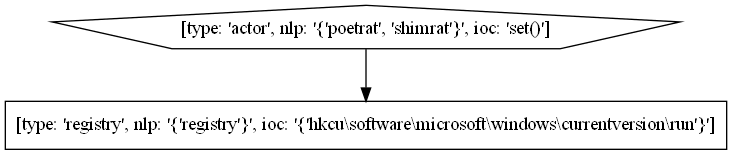 [type: 'actor', nlp: '{'poetrat', 'shimrat'}', ioc: 'set()']
[type: 'registry', nlp: '{'registry'}', ioc: '{'hkcu\software\microsoft\windows\currentversion\run'}']